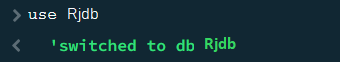 > use Rjdb
< 'switched to db Rjdb